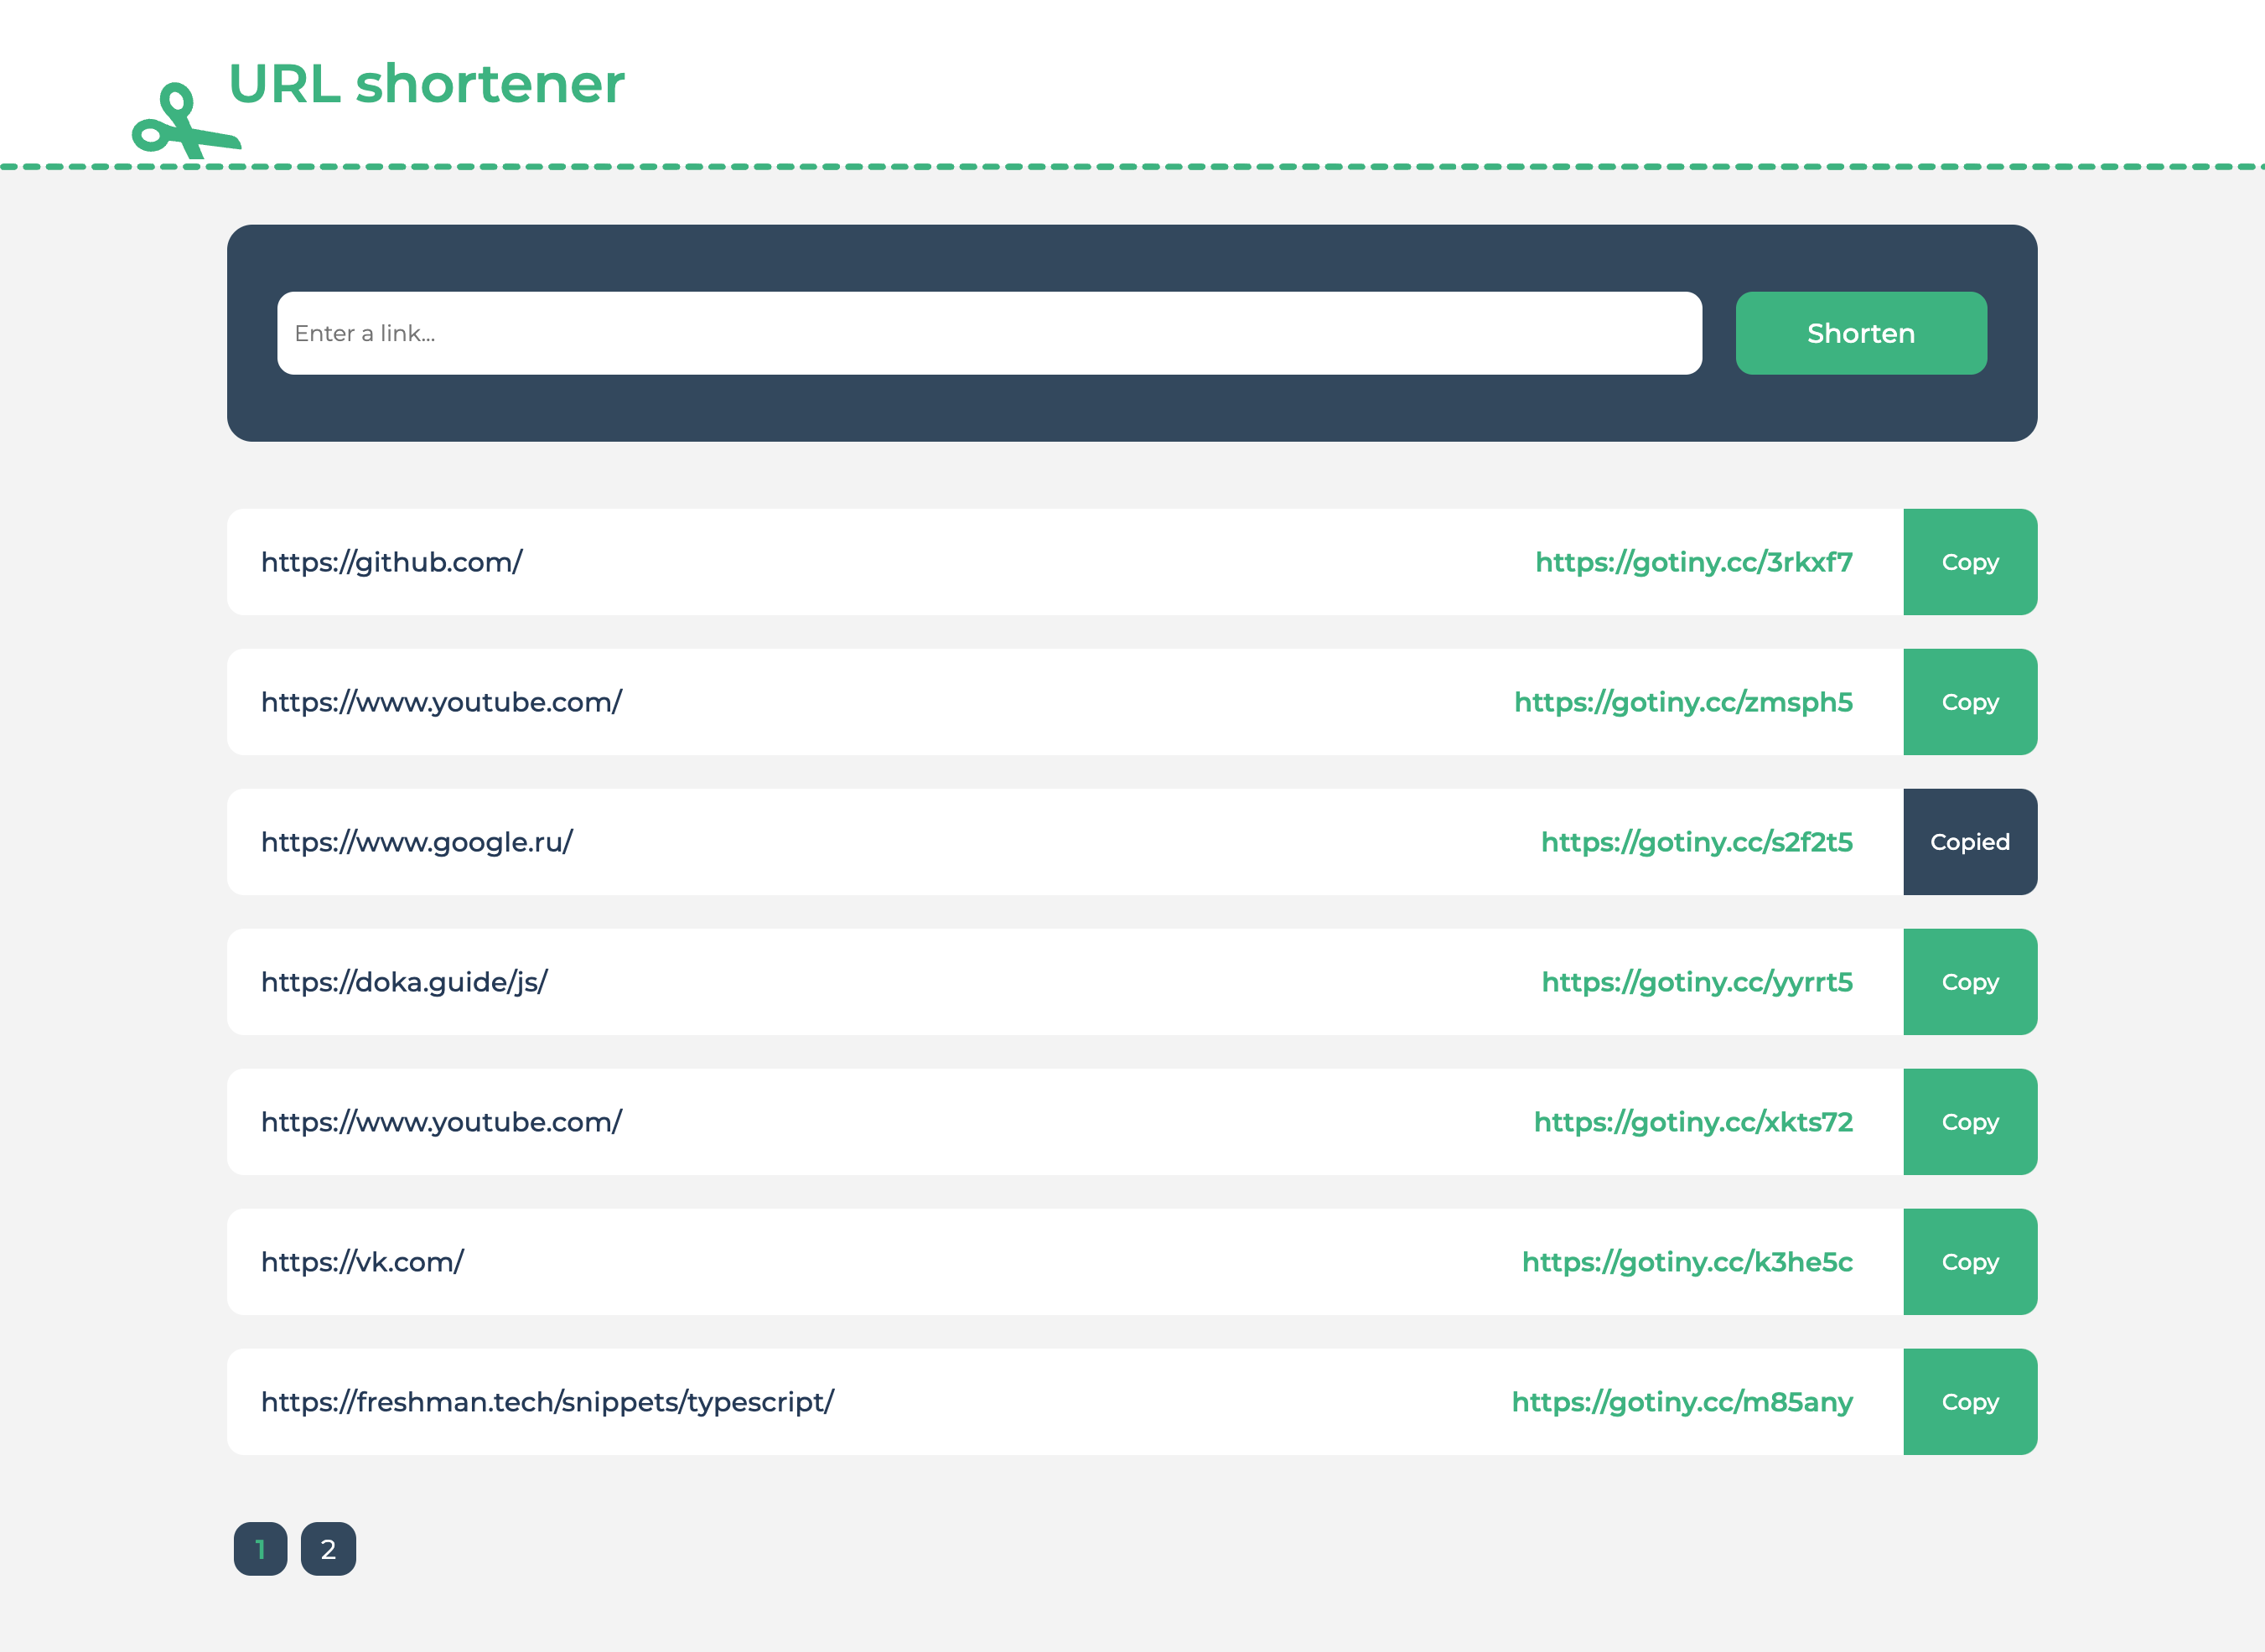 URL shortener
Enter a link...
Shorten
https://github.com/ https://gotiny.cc/3rkxf7 Copy
https://www.youtube.com/ https://gotiny.cc/zmsph5 Copy
https://www.google.ru/ https://gotiny.cc/s2f2t5 Copied
https://doka.guide/js/ https://gotiny.cc/yyrrt5 Copy
https://www.youtube.com/ https://gotiny.cc/xkts72 Copy
https://vk.com/ https://gotiny.cc/k3he5c Copy
https://freshman.tech/snippets/typescript/ https://gotiny.cc/m85any Copy
1 2